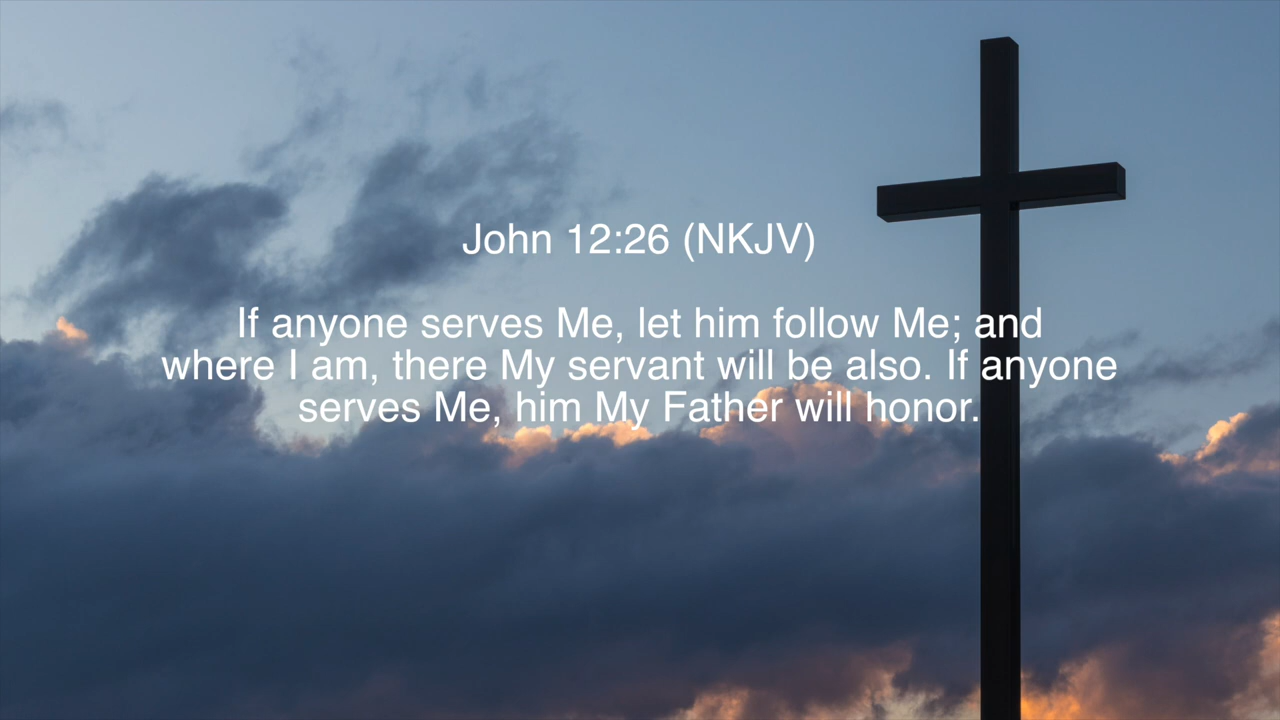 John 12:26 (NKJV)
If anyone serves Me, let him follow Me; and
where I am, there My servant will be also. If anyone
serves Me, him My Father will honor.